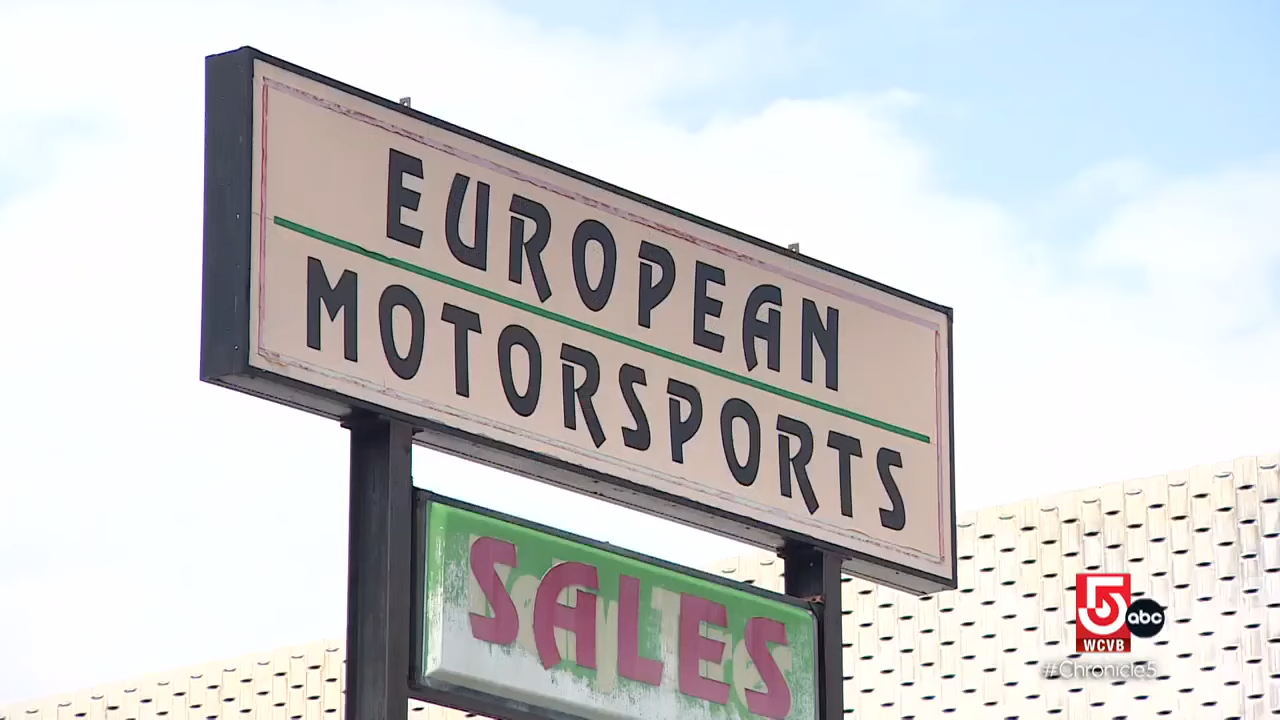 EUROPEAN
MOTORSPORTS
SALES
5 abc
WCVB
#Chronicle5